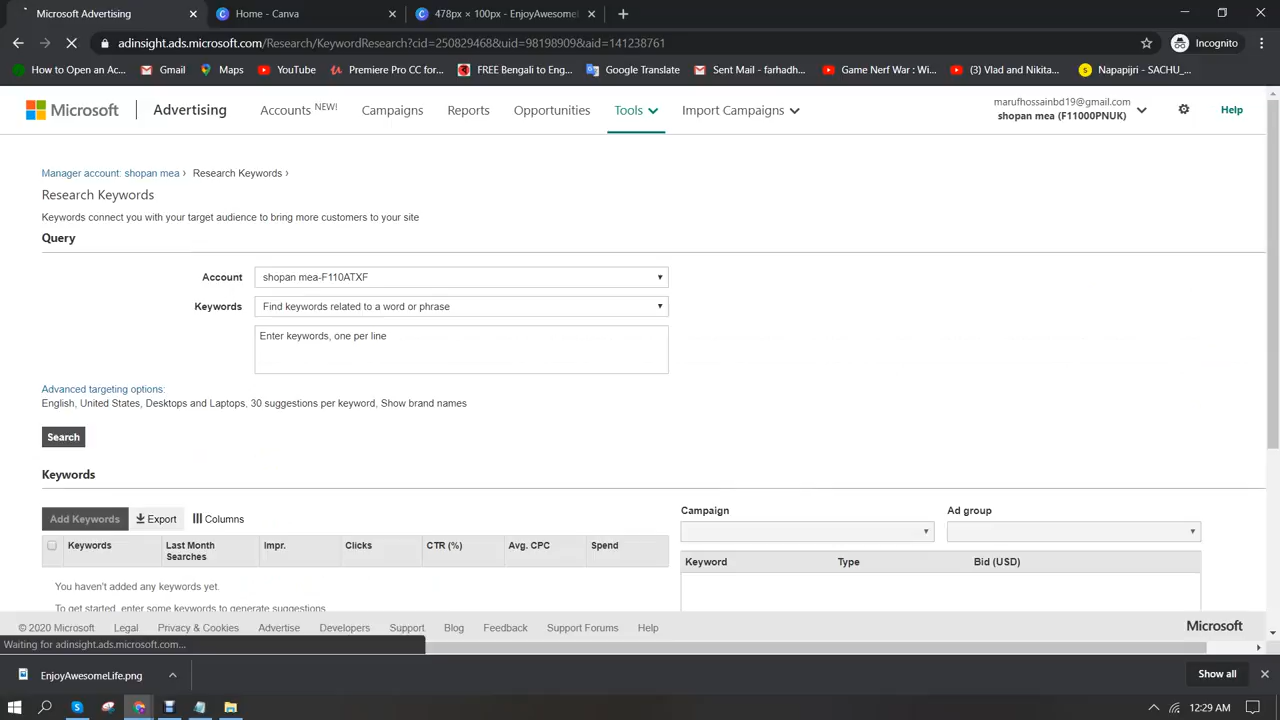 Microsoft Advertising
Home - Canva
478px × 100px - EnjoyAwesomeL
adinsight.ads.microsoft.com/Research/KeywordResearch?cid=250829468&uid=98198909&aid=141238761
Incognito
How to Open an Ac...
Gmail
Maps
YouTube
Premiere Pro CC for...
FREE Bengali to En...
Google Translate
Sent Mail - farhadh...
Game Nerf War : Wi...
(3) Vlad and Nikita...
Napapijri - SACHU_...
Microsoft
Advertising
Accounts NEW!
Campaigns
Reports
Opportunities
Tools
Import Campaigns
marufhossainbd19@gmail.com
shopan mea (F11000PNUK)
Help
Manager account: shopan mea › Research Keywords ›
Research Keywords
Keywords connect you with your target audience to bring more customers to your site
Query
Account
shopan mea-F110ATXF
Keywords
Find keywords related to a word or phrase
Enter keywords, one per line
Advanced targeting options:
English, United States, Desktops and Laptops, 30 suggestions per keyword, Show brand names
Search
Keywords
Add Keywords
Export
Columns
Campaign
Ad group
Keywords
Last Month Searches
Impr.
Clicks
CTR (%)
Avg. CPC
Spend
Keyword
Type
Bid (USD)
You haven't added any keywords yet.
To get started, enter some keywords to generate suggestions
© 2020 Microsoft
Legal
Privacy & Cookies
Advertise
Developers
Support
Blog
Feedback
Support Forums
Help
Microsoft
Waiting for adinsight.ads.microsoft.com...
EnjoyAwesomeLife.png
Show all
12:29 AM